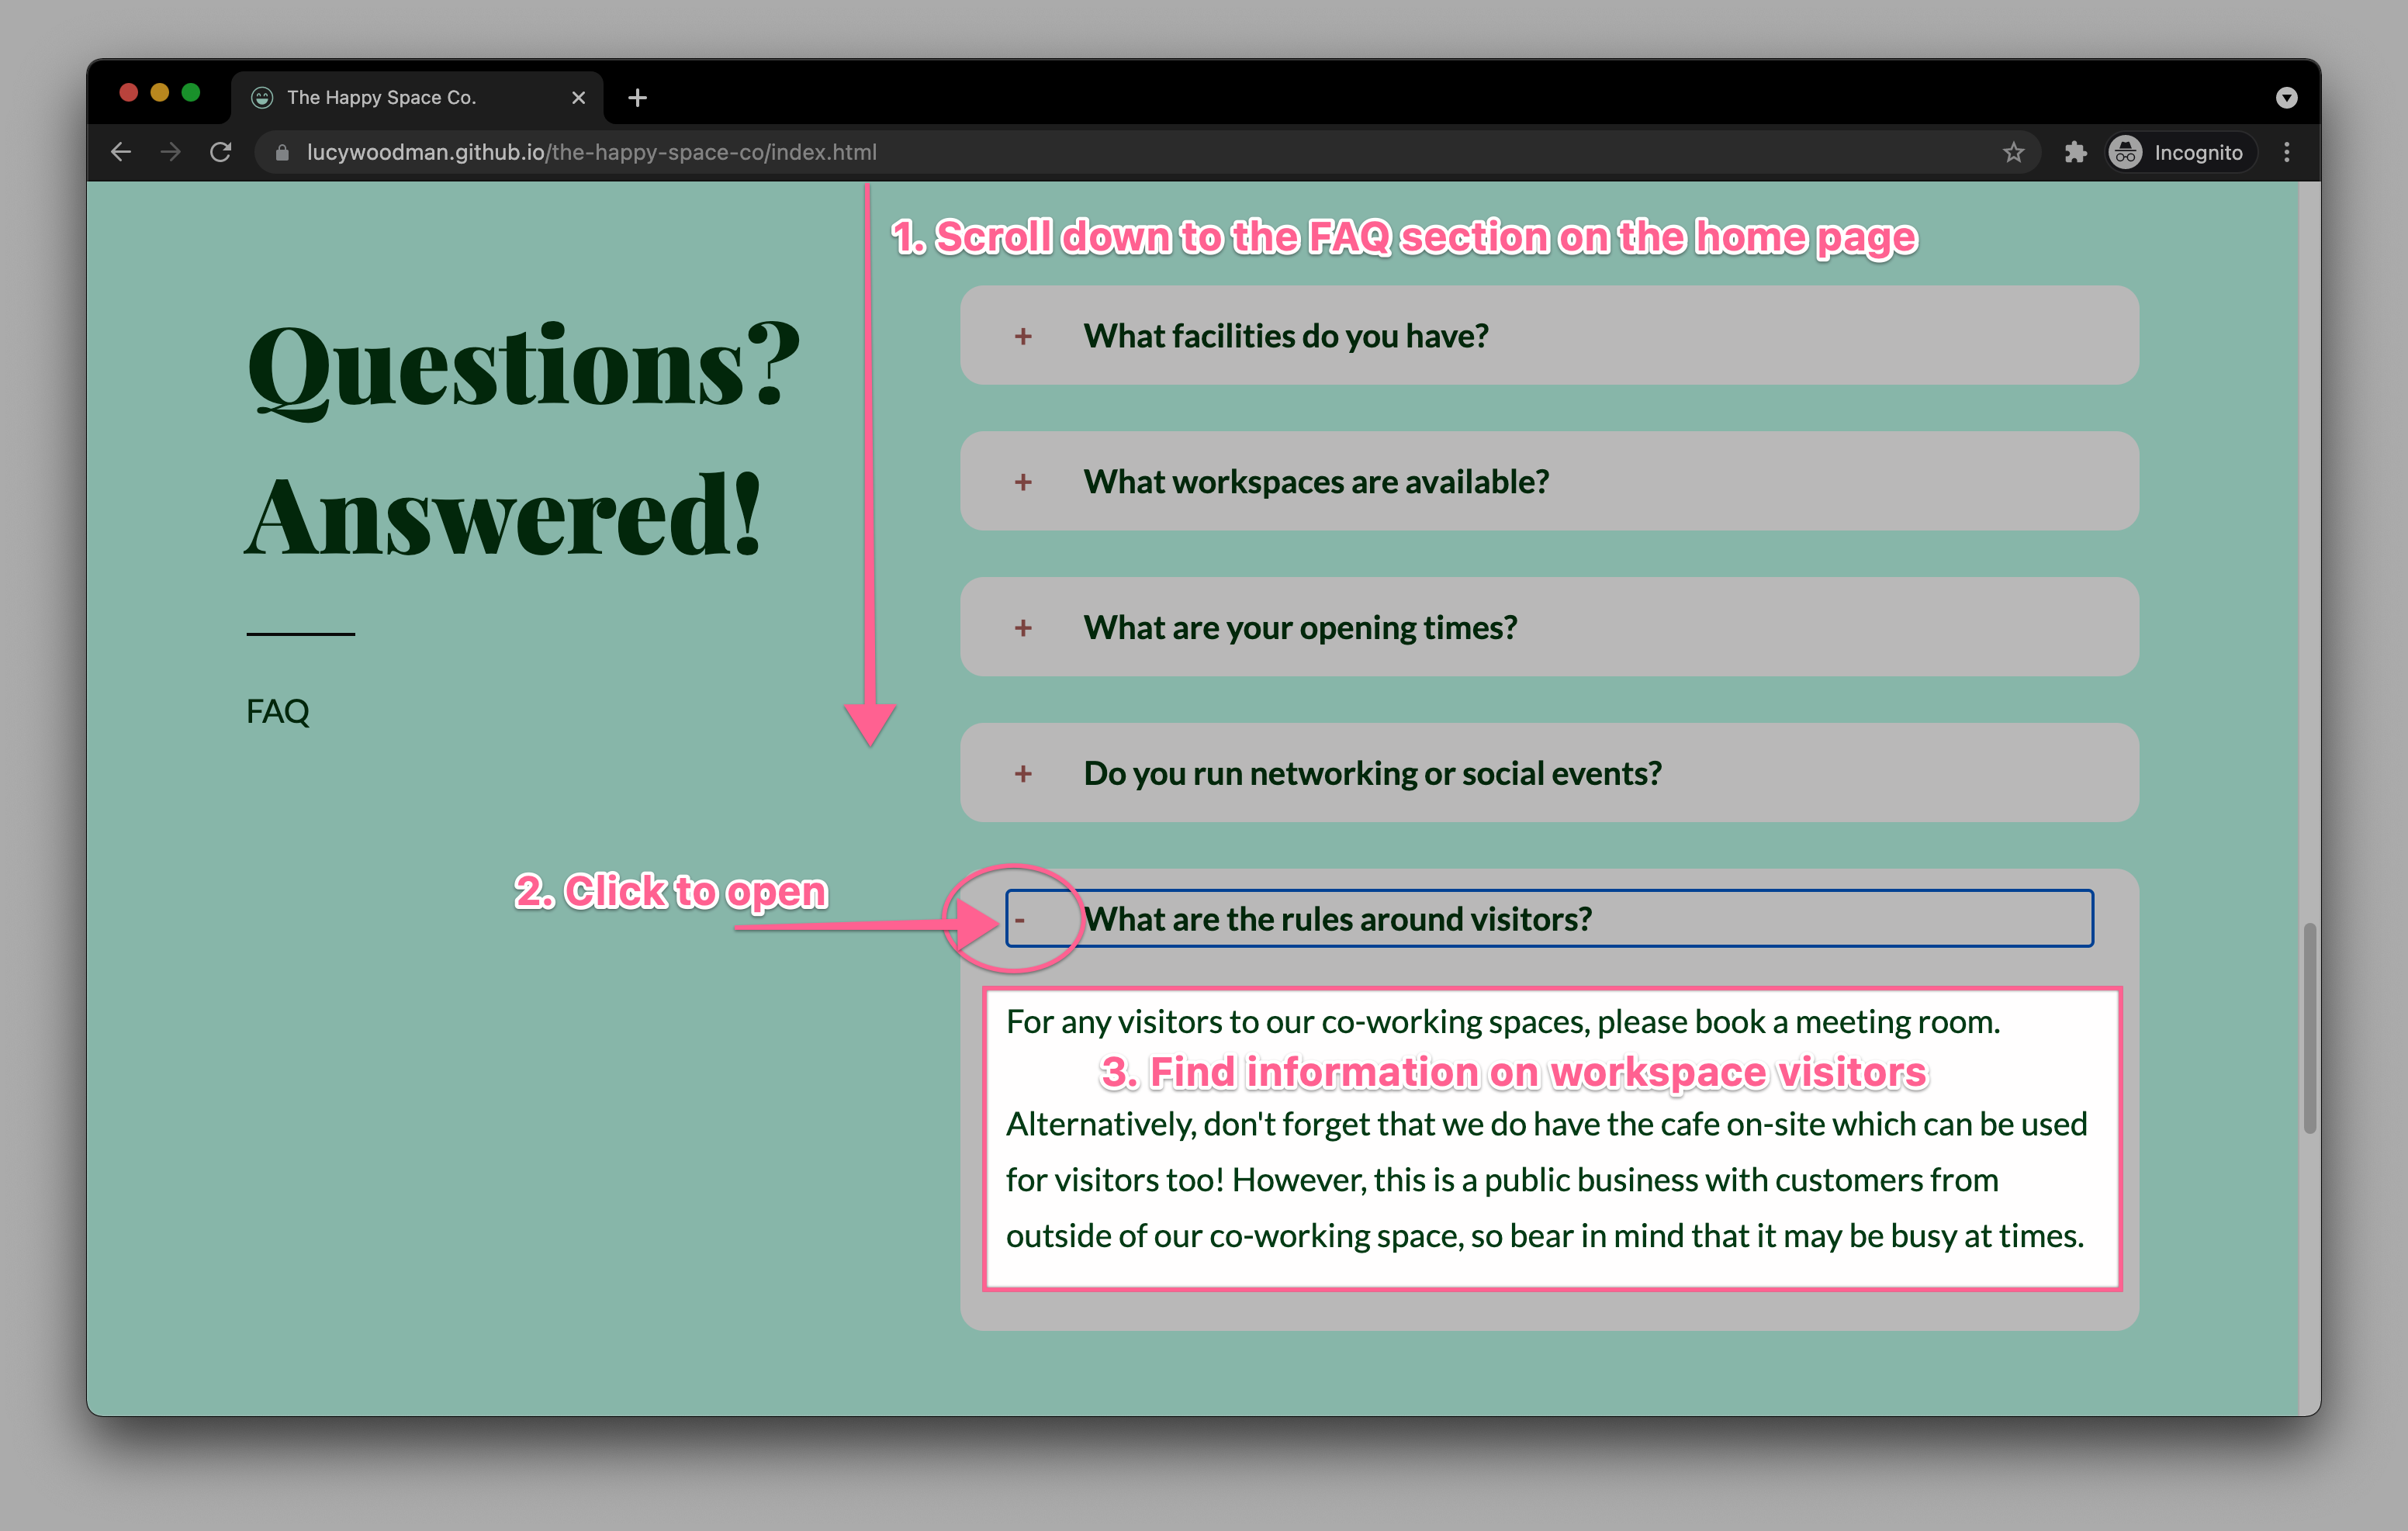 The Happy Space Co.
lucywoodman.github.io/the-happy-space-co/index.html
Incognito
1. Scroll down to the FAQ section on the home page
Questions?
Answered!
FAQ
+ What facilities do you have?
+ What workspaces are available?
+ What are your opening times?
+ Do you run networking or social events?
2. Click to open
- What are the rules around visitors?
For any visitors to our co-working spaces, please book a meeting room.
3. Find information on workspace visitors
Alternatively, don't forget that we do have the cafe on-site which can be used
for visitors too! However, this is a public business with customers from
outside of our co-working space, so bear in mind that it may be busy at times.